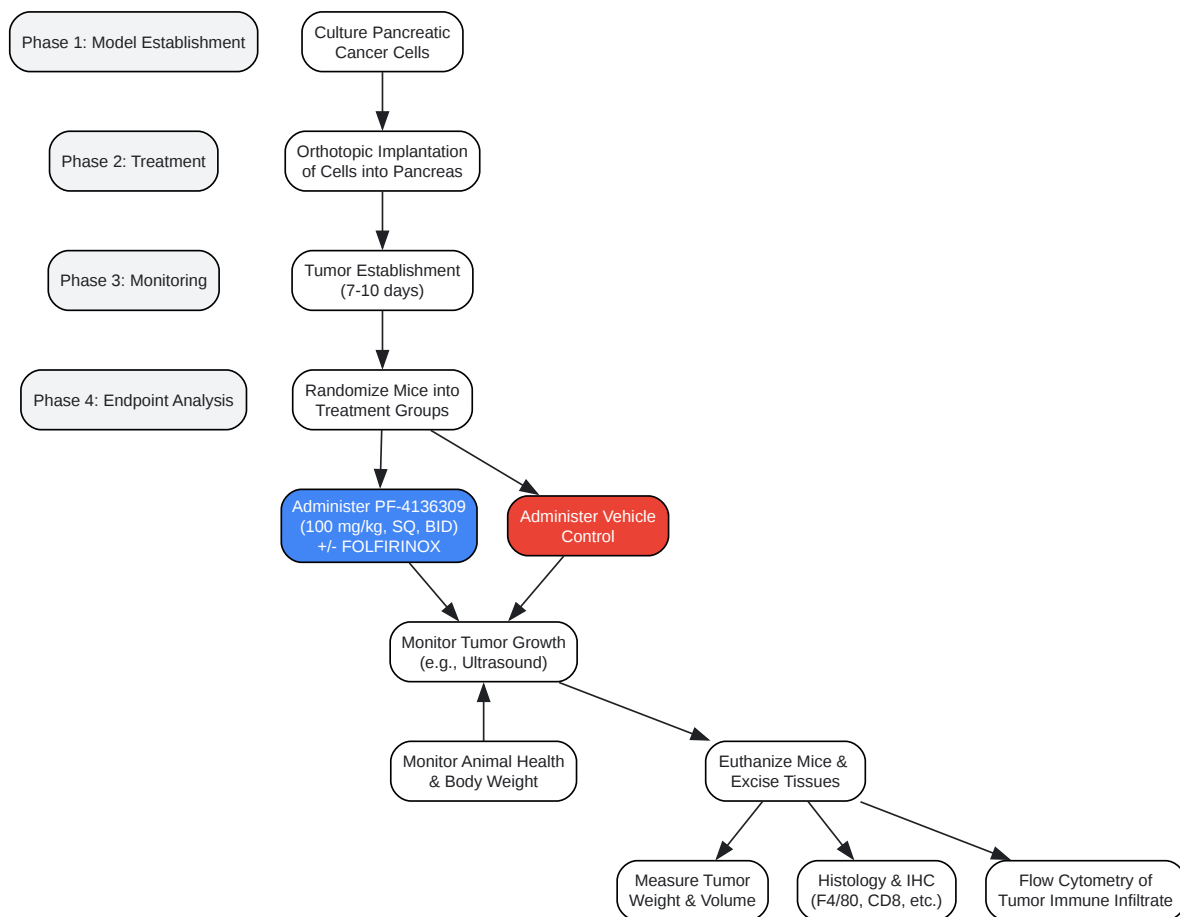 Phase 1: Model Establishment
Culture Pancreatic
Cancer Cells
Phase 2: Treatment
Orthotopic Implantation
of Cells into Pancreas
Phase 3: Monitoring
Tumor Establishment
(7-10 days)
Phase 4: Endpoint Analysis
Randomize Mice into
Treatment Groups
Administer PF-4136309
(100 mg/kg, SQ, BID)
+/- FOLFIRINOX
Administer Vehicle
Control
Monitor Tumor Growth
(e.g., Ultrasound)
Monitor Animal Health
& Body Weight
Euthanize Mice &
Excise Tissues
Measure Tumor
Weight & Volume
Histology & IHC
(F4/80, CD8, etc.)
Flow Cytometry of
Tumor Immune Infiltrate